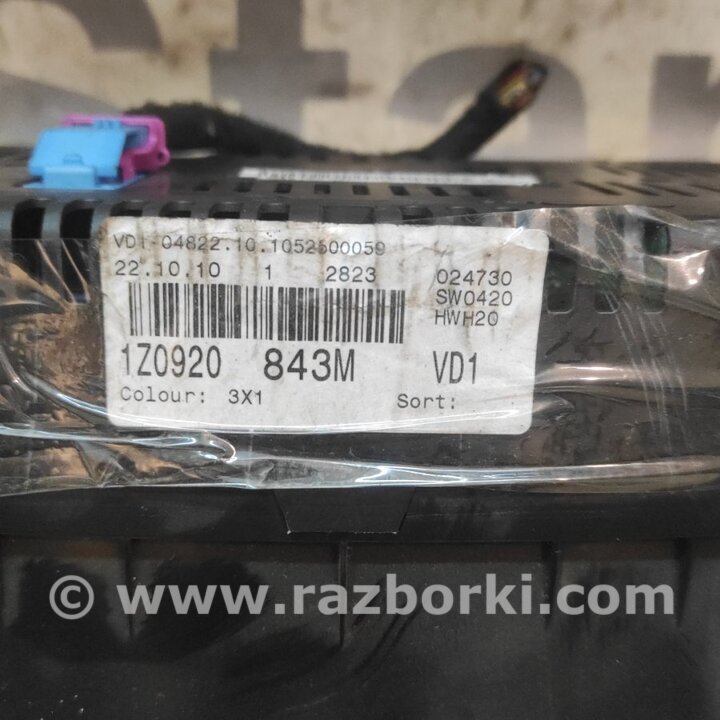 VD1-04822.10.1052500059
22.10.10 1 2823 024730
SW0420
HWH20
1Z0920 843M VD1
Colour: 3X1 Sort:
© www.razborki.com